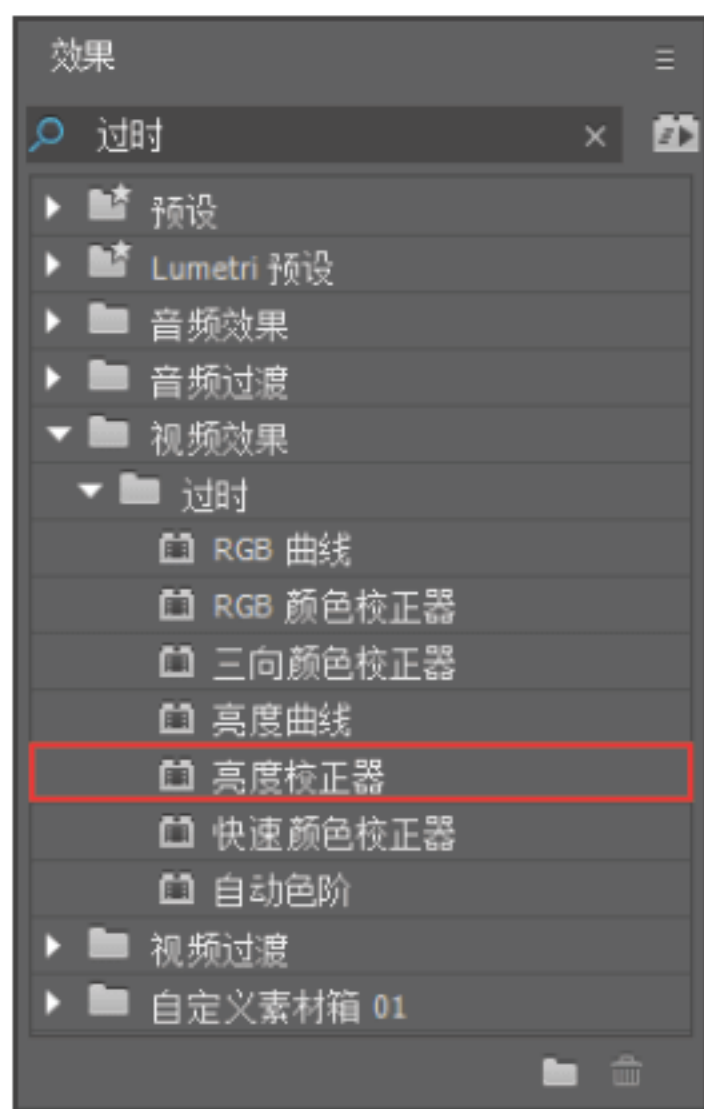 效果
过时
预设
Lumetri 预设
音频效果
音频过渡
视频效果
过时
RGB 曲线
RGB 颜色校正器
三向颜色校正器
亮度曲线
亮度校正器
快速颜色校正器
自动色阶
视频过渡
自定义素材箱 01